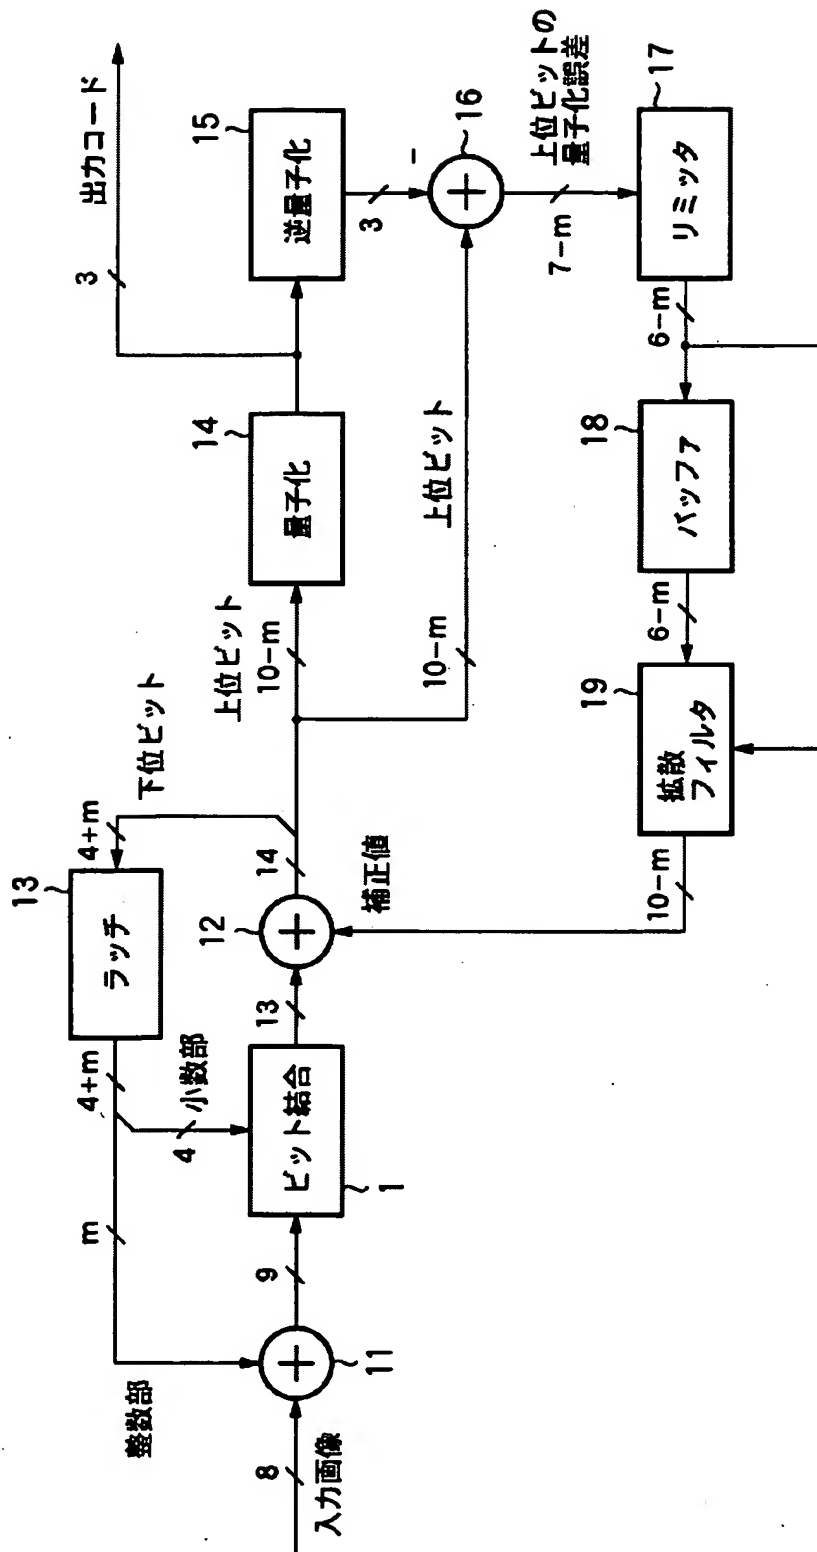 入力画像
8
整数部
11
9
m
4+m
小数部
4
ビット結合
1
13
ラッチ
13
12
14
4+m
下位ビット
補正値
上位ビット
10-m
量子化
14
3
出力コード
逆量子化
15
3
-
16
上位ビット
10-m
上位ビットの
量子化誤差
7-m
リミッタ
17
6-m
バッファ
18
6-m
拡散
フィルタ
19
10-m